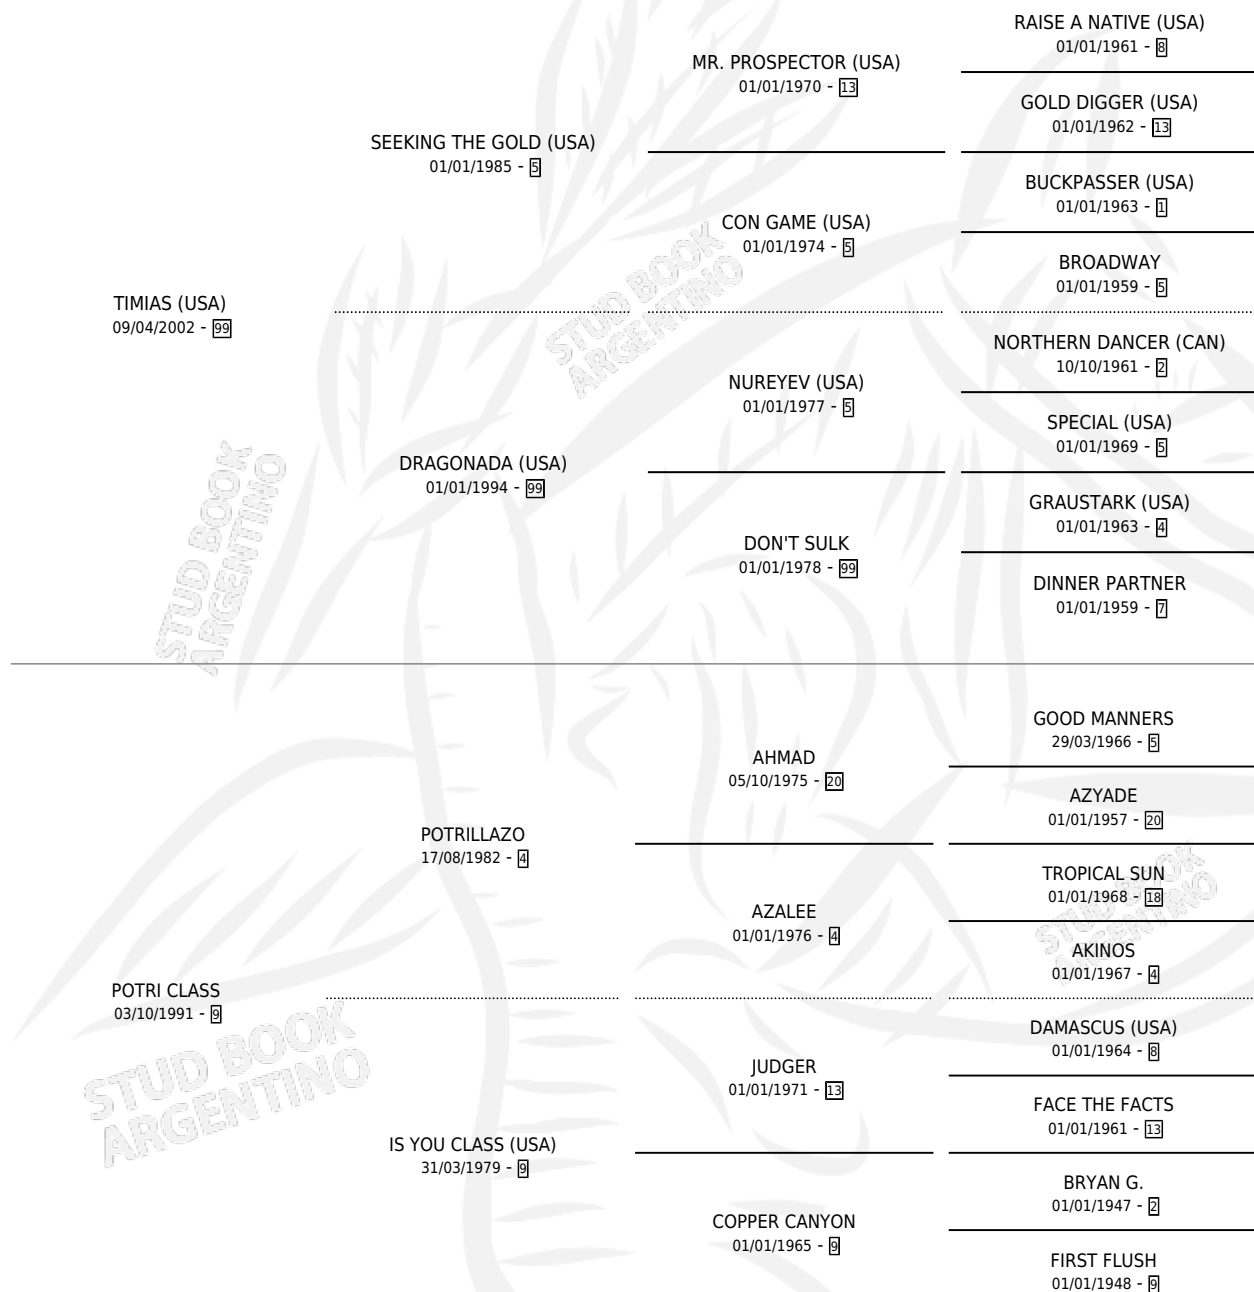 RAISE A NATIVE (USA)
01/01/1961 - 8
MR. PROSPECTOR (USA)
01/01/1970 - 13
GOLD DIGGER (USA)
01/01/1962 - 13
SEEKING THE GOLD (USA)
01/01/1985 - 5
BUCKPASSER (USA)
01/01/1963 - 1
CON GAME (USA)
01/01/1974 - 5
BROADWAY
01/01/1959 - 5
TIMIAS (USA)
09/04/2002 - 99
NORTHERN DANCER (CAN)
10/10/1961 - 2
NUREYEV (USA)
01/01/1977 - 5
SPECIAL (USA)
01/01/1969 - 5
DRAGONADA (USA)
01/01/1994 - 99
GRAUSTARK (USA)
01/01/1963 - 4
DON'T SULK
01/01/1978 - 99
DINNER PARTNER
01/01/1959 - 7
GOOD MANNERS
29/03/1966 - 5
AHMAD
05/10/1975 - 20
AZYADE
01/01/1957 - 20
POTRILLAZO
17/08/1982 - 4
TROPICAL SUN
01/01/1968 - 18
AZALEE
01/01/1976 - 4
AKINOS
01/01/1967 - 4
POTRI CLASS
03/10/1991 - 9
DAMASCUS (USA)
01/01/1964 - 8
JUDGER
01/01/1971 - 13
FACE THE FACTS
01/01/1961 - 13
IS YOU CLASS (USA)
31/03/1979 - 9
BRYAN G.
01/01/1947 - 2
COPPER CANYON
01/01/1965 - 9
FIRST FLUSH
01/01/1948 - 9
STUD BOOK
ARGENTINO
STUD BOOK
ARGENTINO
STUD BOOK
ARGENTINO
STUD BOOK
ARGENTINO